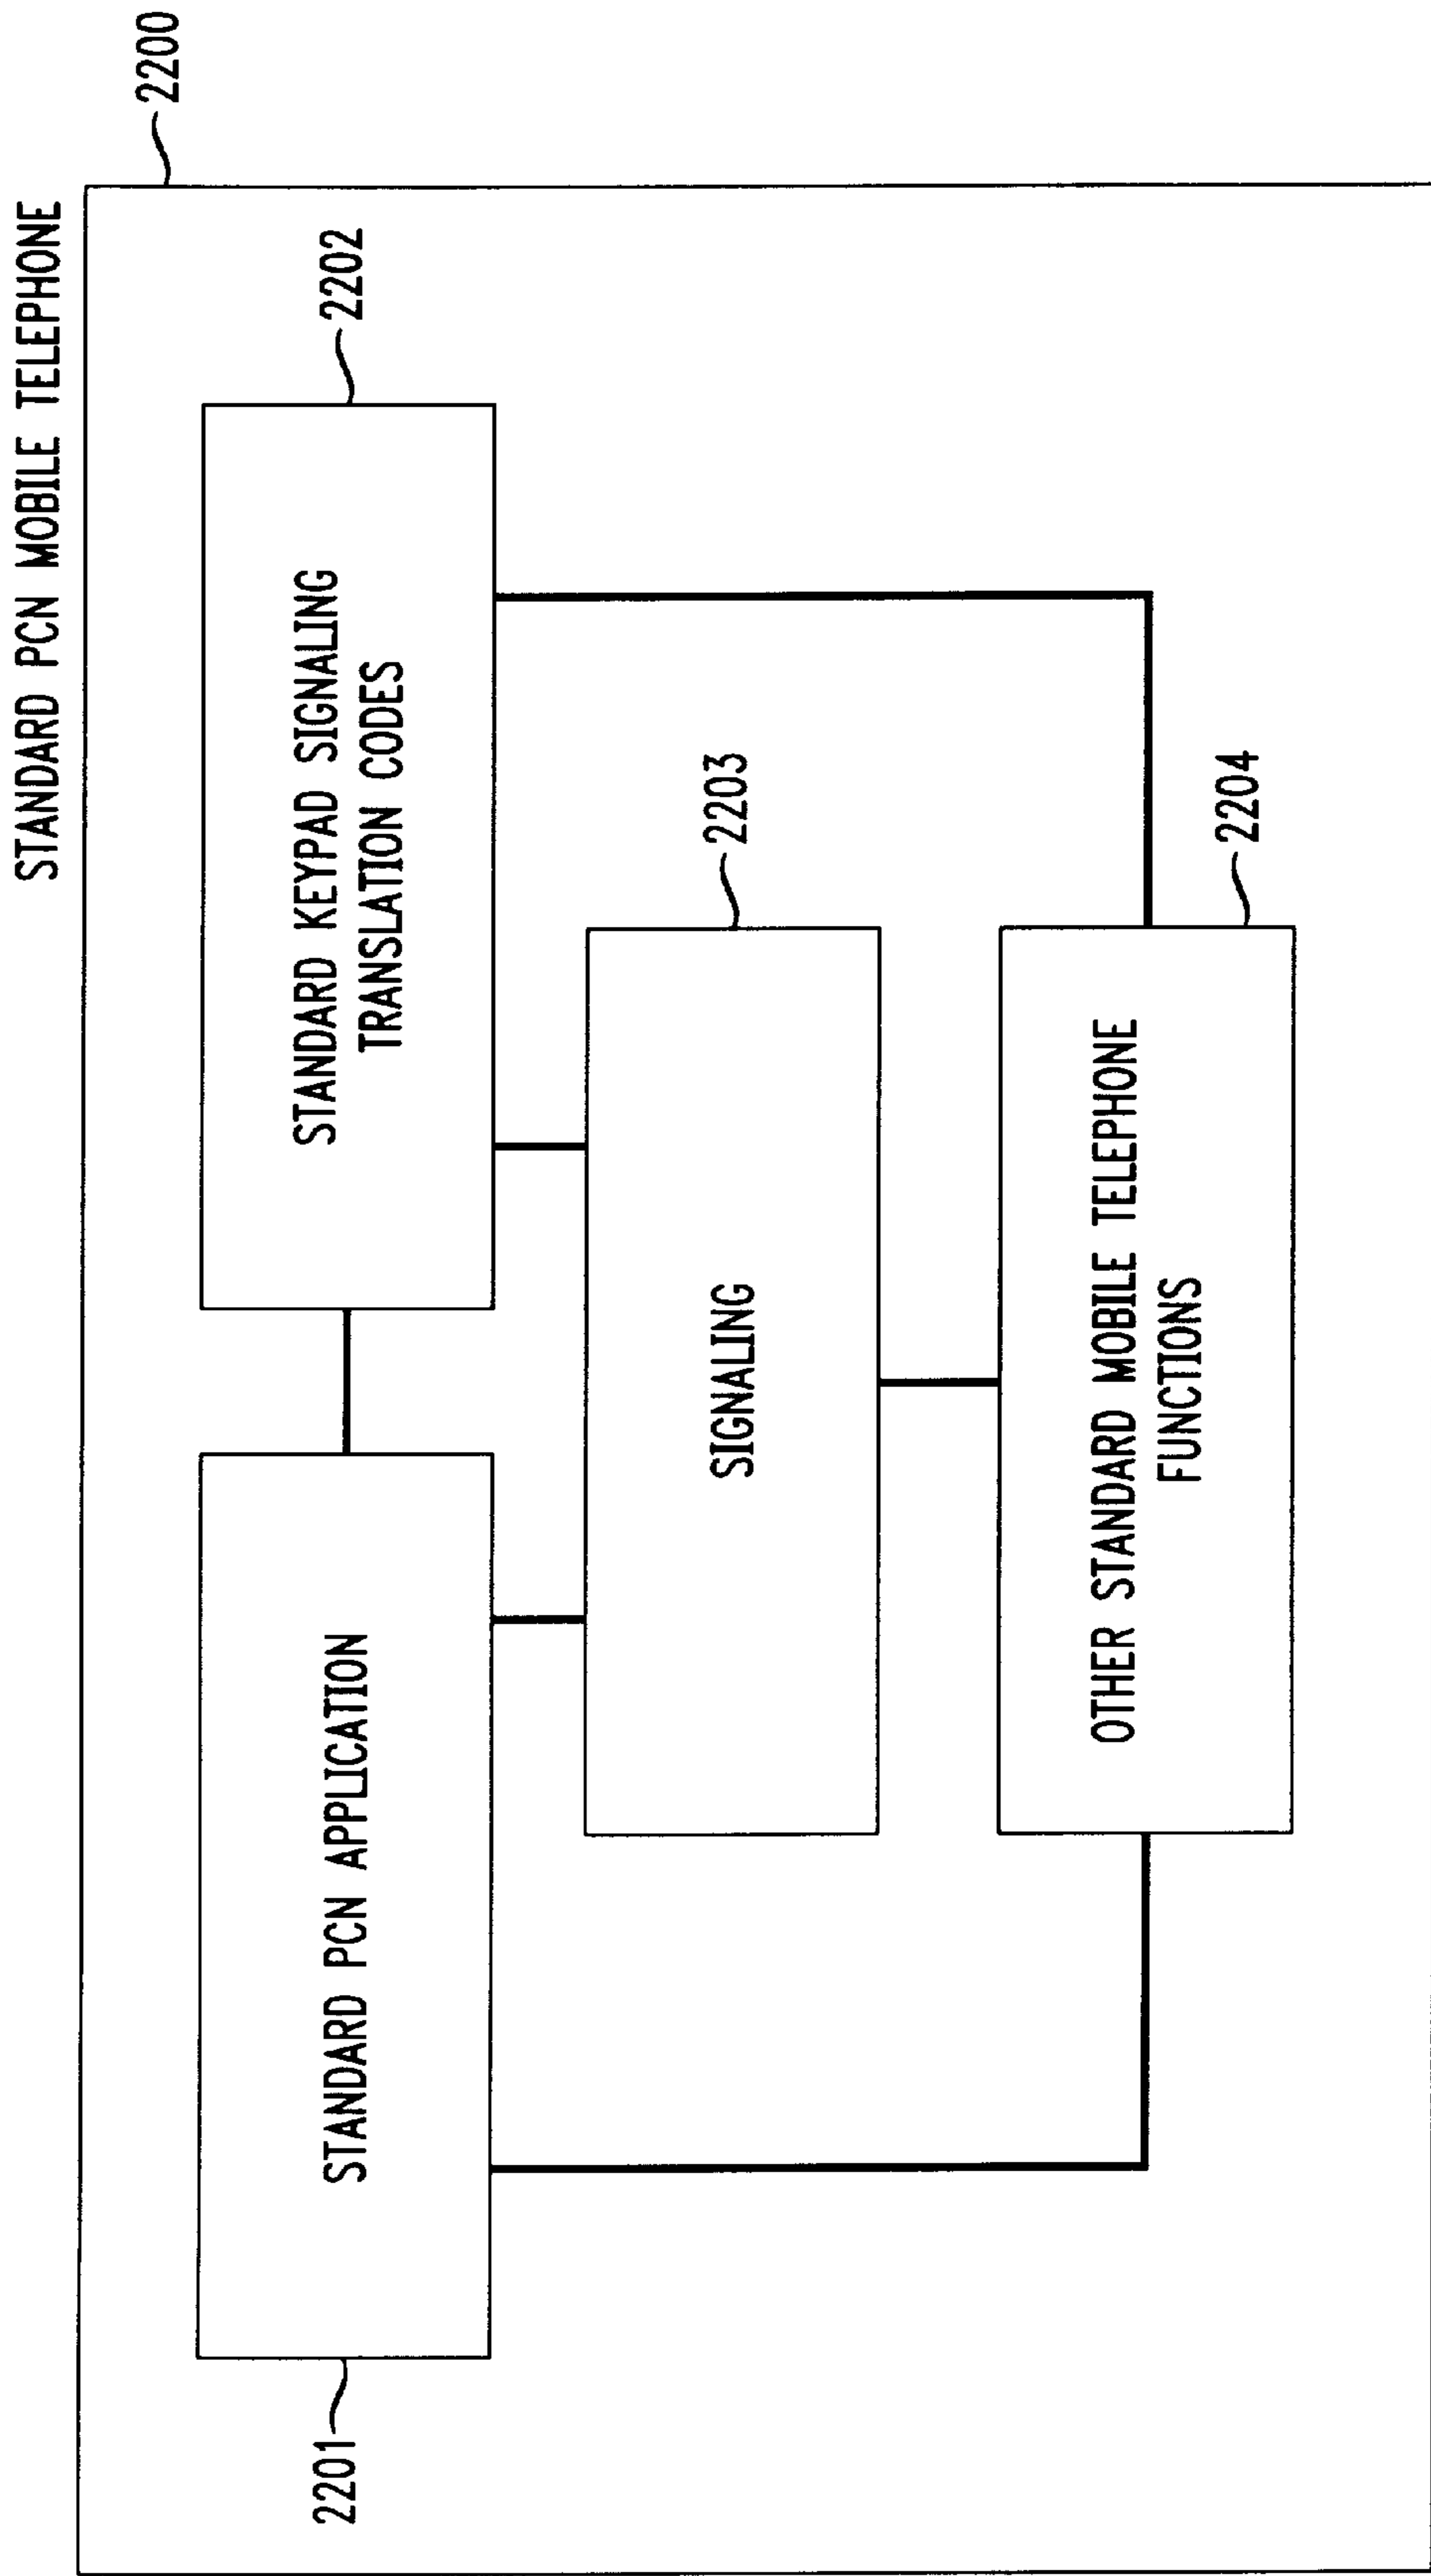 STANDARD PCN MOBILE TELEPHONE
2200
2201
STANDARD PCN APPLICATION
STANDARD KEYPAD SIGNALING
TRANSLATION CODES
2202
SIGNALING
2203
OTHER STANDARD MOBILE TELEPHONE
FUNCTIONS
2204